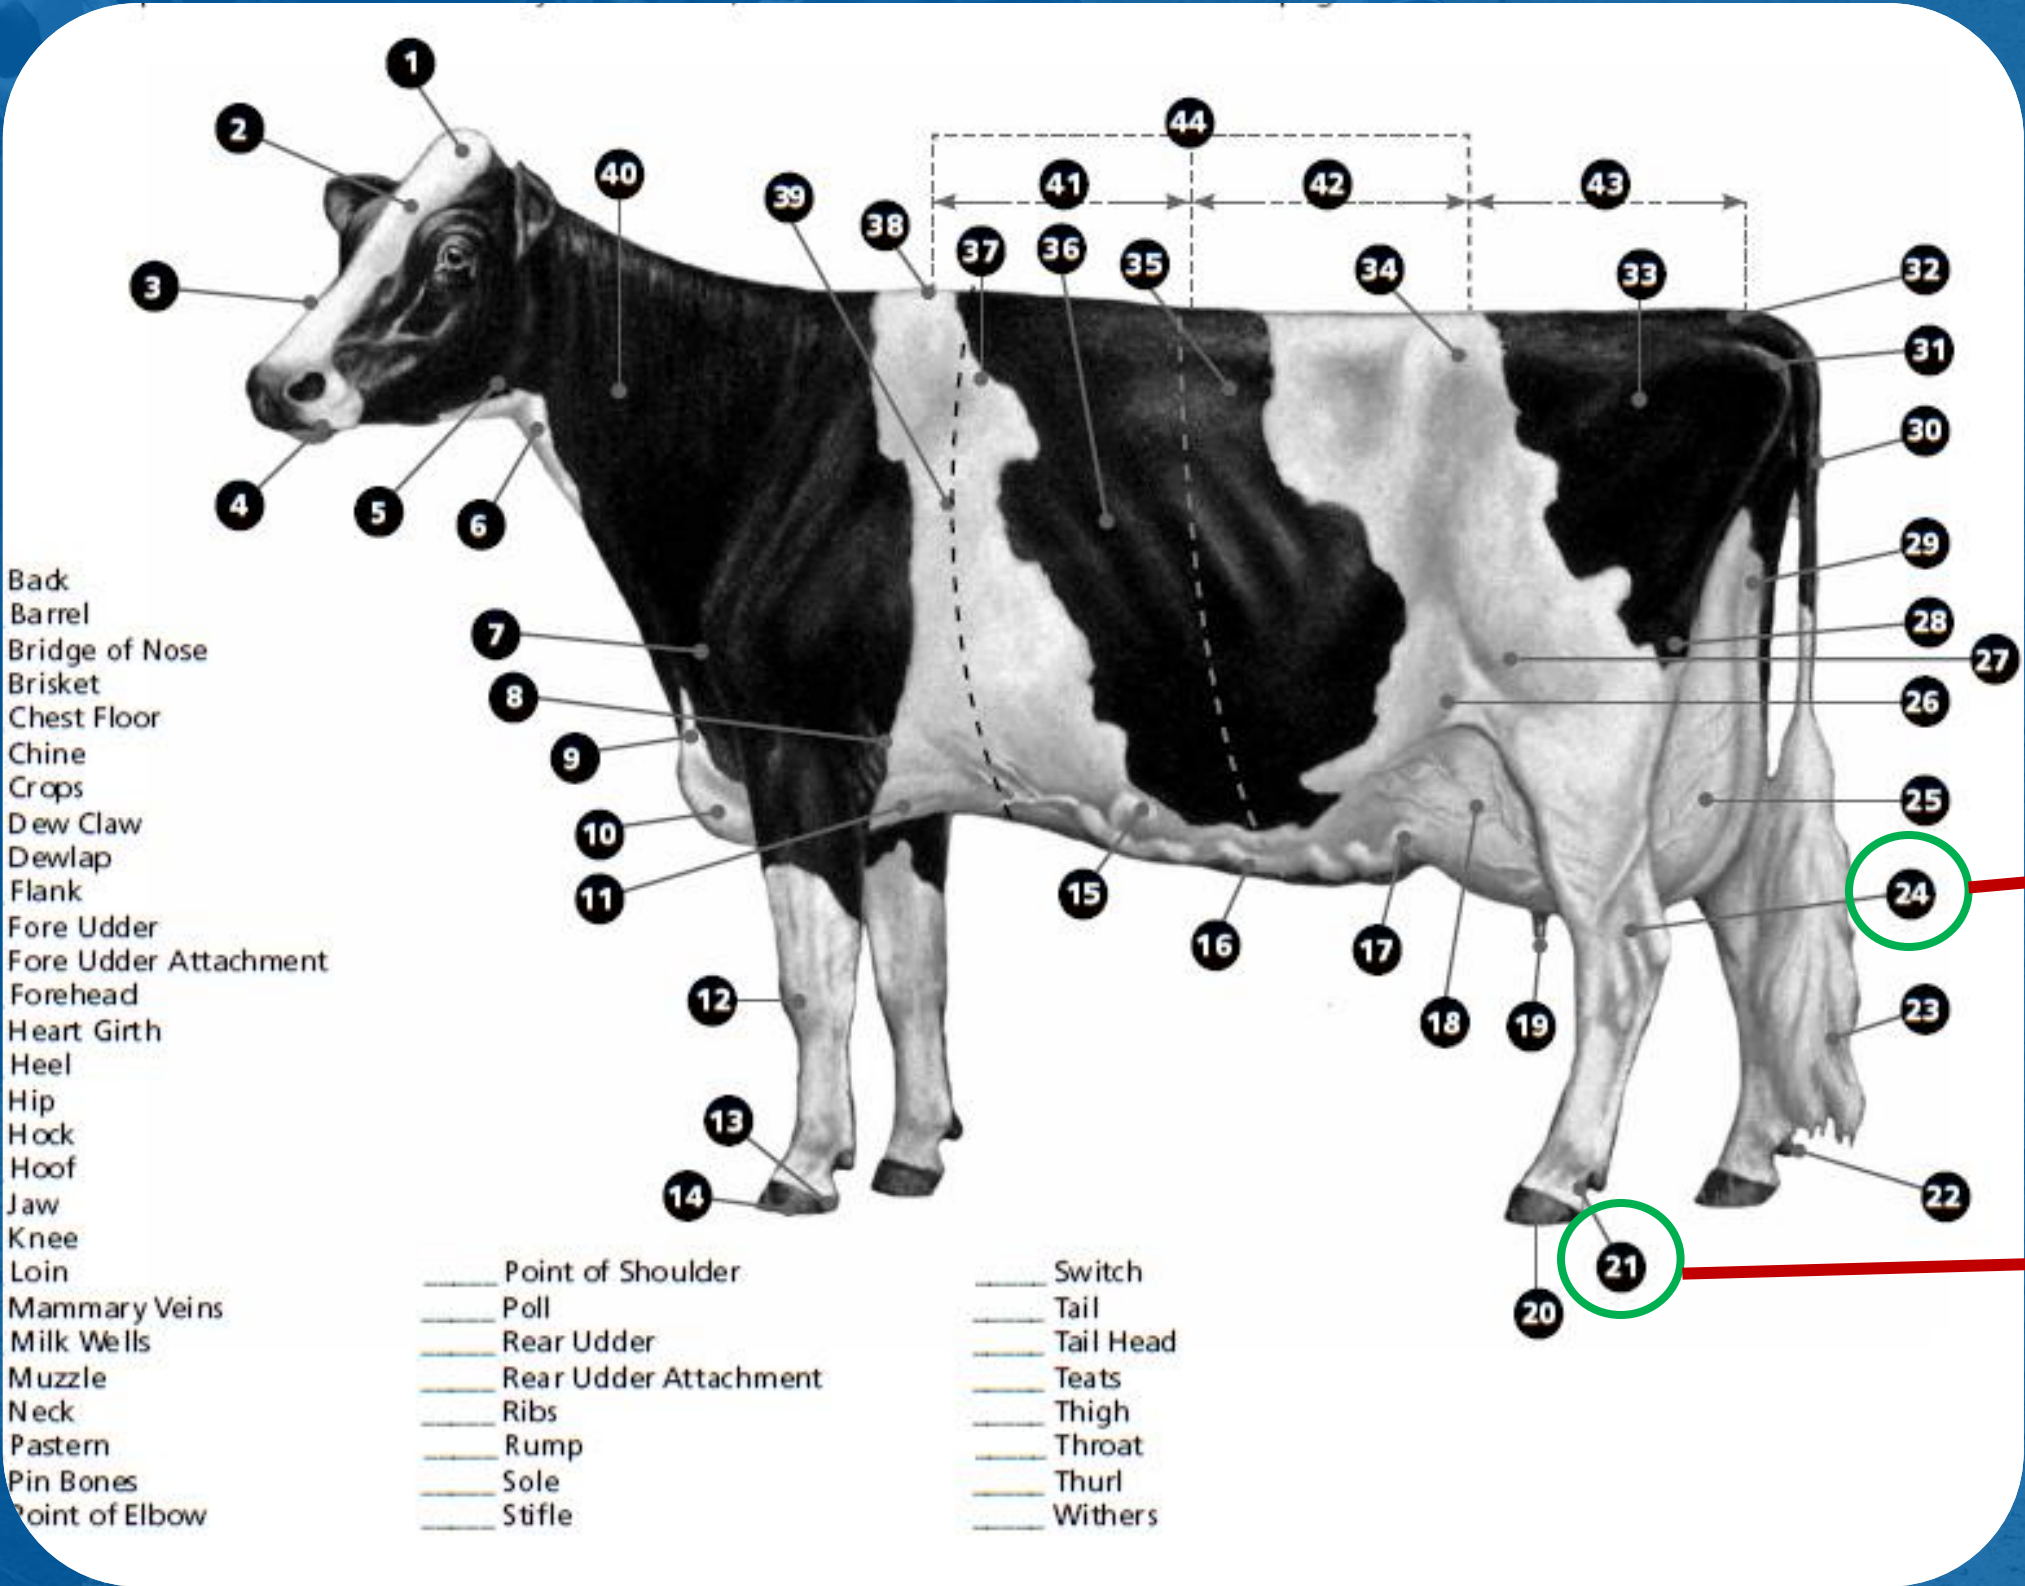 1
2
44
40
41
42
43
39
38
37
36
35
34
33
32
3
31
30
4
5
6
29
28
7
27
8
26
9
25
10
11
15
24
16
17
12
18
19
23
13
14
22
21
20
Back
Barrel
Bridge of Nose
Brisket
Chest Floor
Chine
Crops
Dew Claw
Dewlap
Flank
Fore Udder
Fore Udder Attachment
Forehead
Heart Girth
Heel
Hip
Hock
Hoof
Jaw
Knee
Loin
Mammary Veins
Milk Wells
Muzzle
Neck
Pastern
Pin Bones
Point of Elbow
Point of Shoulder
Poll
Rear Udder
Rear Udder Attachment
Ribs
Rump
Sole
Stifle
Switch
Tail
Tail Head
Teats
Thigh
Throat
Thurl
Withers